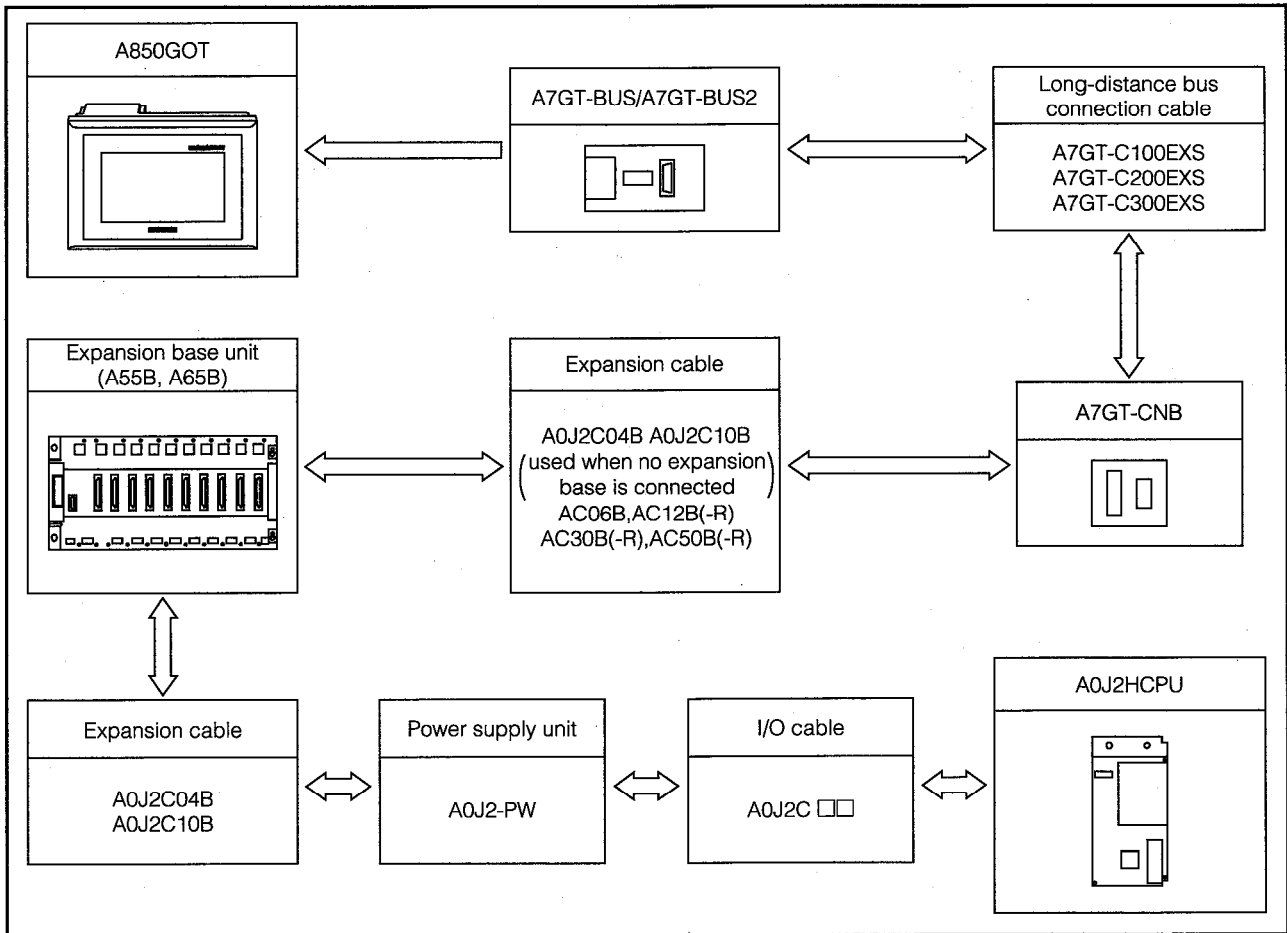 A850GOT
A7GT-BUS/A7GT-BUS2
Long-distance bus
connection cable
A7GT-C100EXS
A7GT-C200EXS
A7GT-C300EXS
Expansion base unit
(A55B, A65B)
Expansion cable
A0J2C04B A0J2C10B
(used when no expansion
base is connected)
AC06B,AC12B(-R)
AC30B(-R),AC50B(-R)
A7GT-CNB
Expansion cable
A0J2C04B
A0J2C10B
Power supply unit
A0J2-PW
I/O cable
A0J2C □□
A0J2HCPU